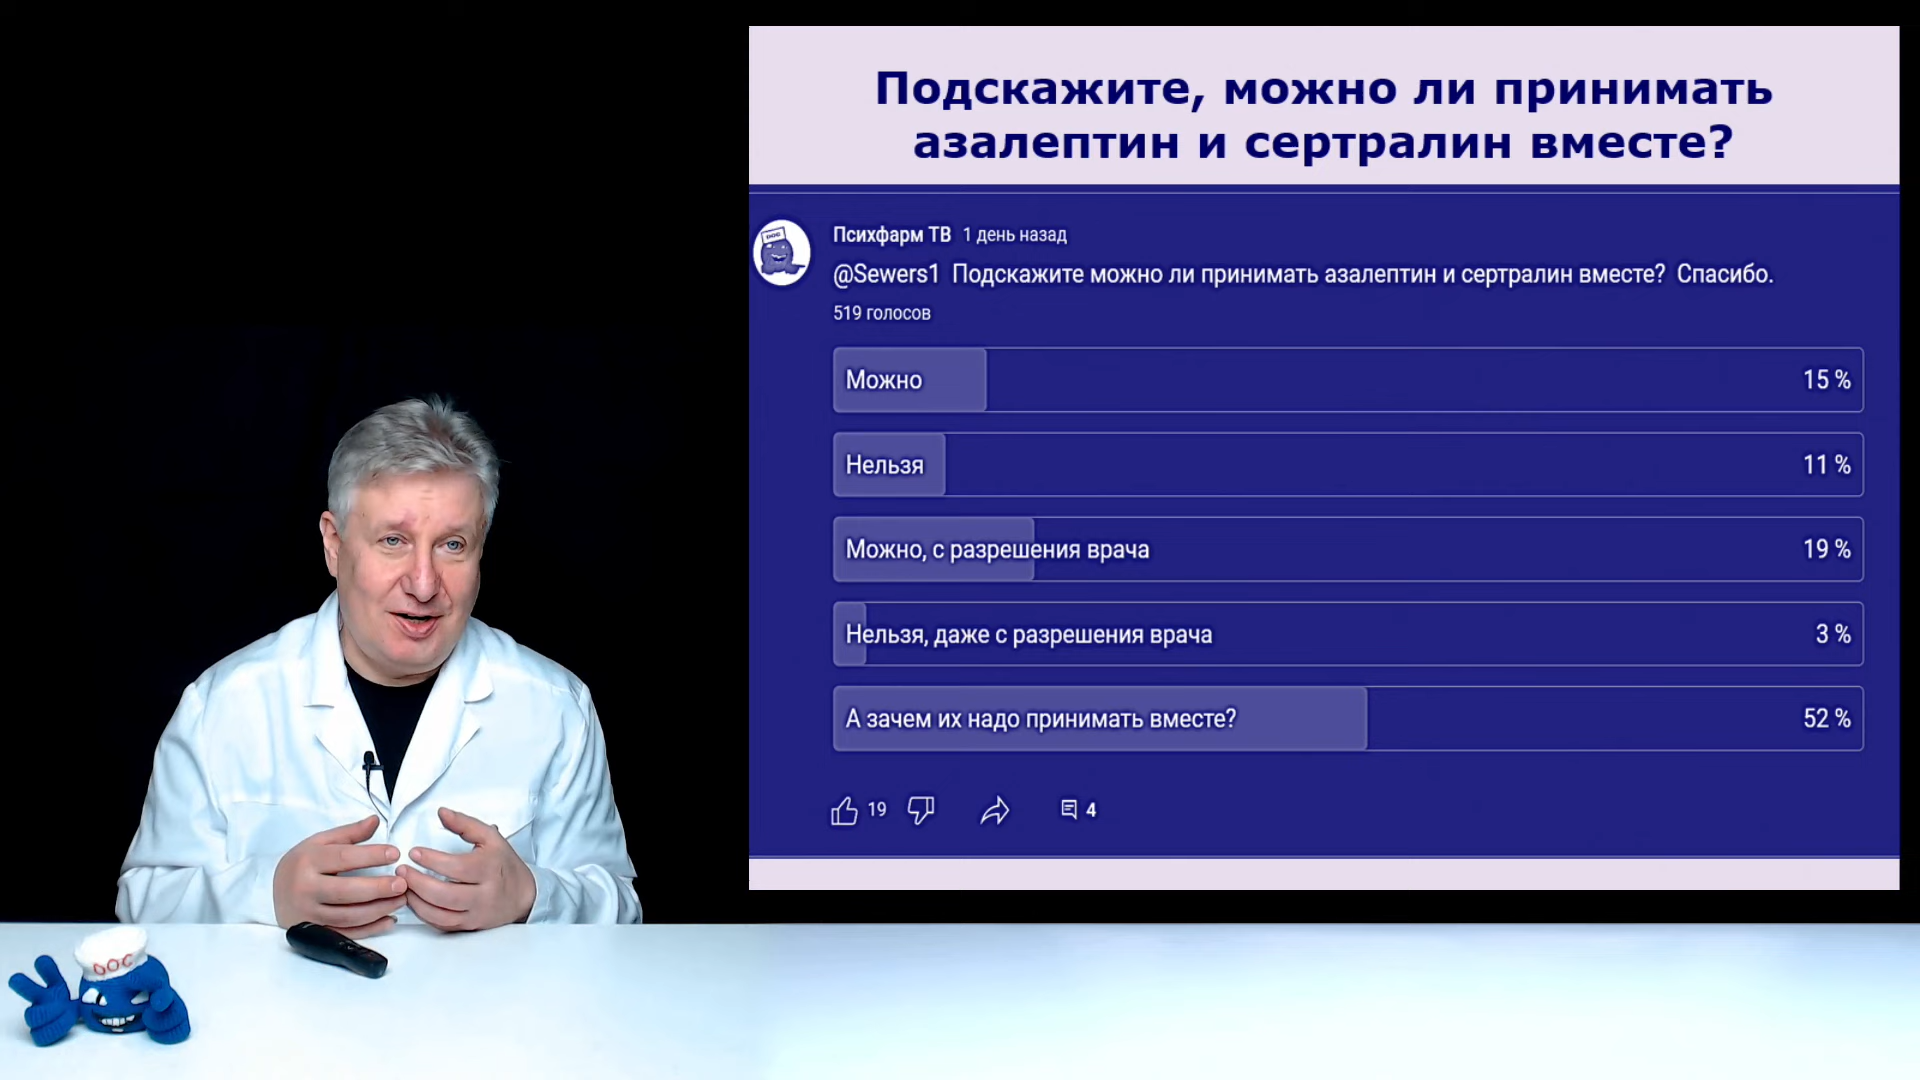 Подскажите, можно ли принимать
азалептин и сертралин вместе?
DOC
Психфарм ТВ 1 день назад
@Sewers1 Подскажите можно ли принимать азалептин и сертралин вместе? Спасибо.
519 голосов
Можно 15 %
Нельзя 11 %
Можно, с разрешения врача 19 %
Нельзя, даже с разрешения врача 3 %
А зачем их надо принимать вместе? 52 %
19 4
DOC